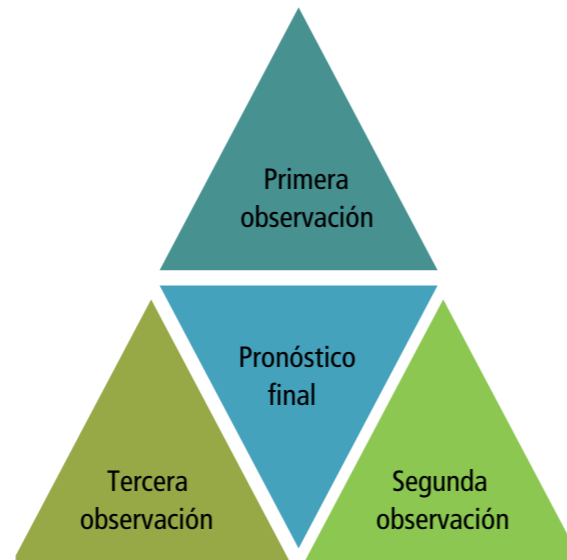 Primera
observación
Pronóstico
final
Tercera
observación
Segunda
observación